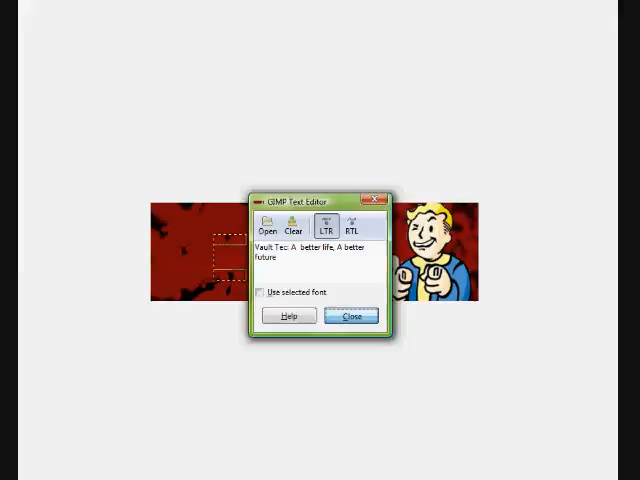 GIMP Text Editor
Open Clear LTR RTL
Vault Tec: A  better life, A better
future
Use selected font
Help Close